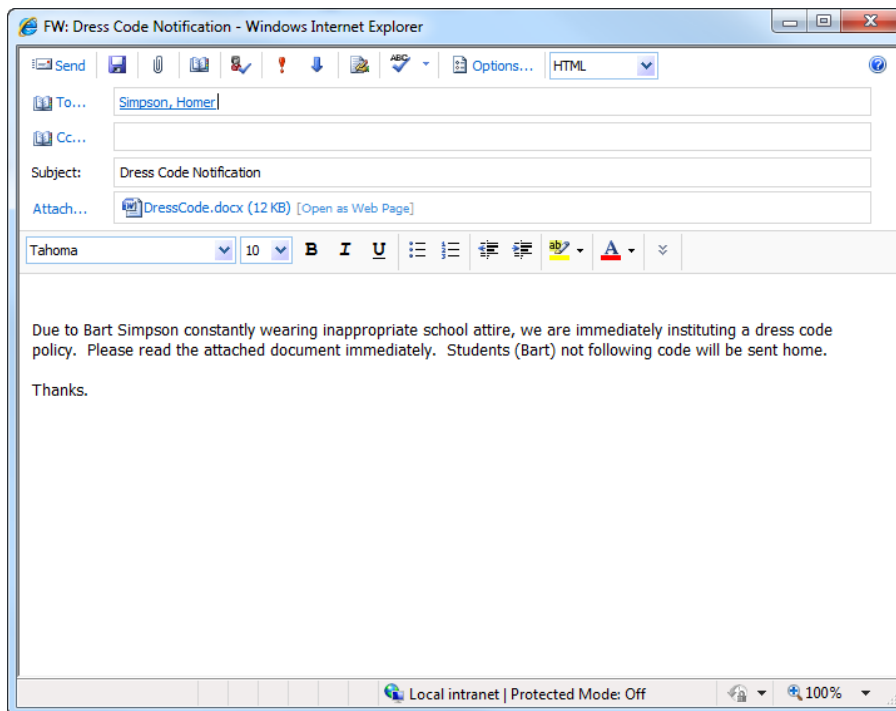 FW: Dress Code Notification - Windows Internet Explorer
Send ABC Options... HTML
To... Simpson, Homer
Cc...
Subject: Dress Code Notification
Attach... DressCode.docx (12 KB) [Open as Web Page]
Tahoma 10 B I U ab A
Due to Bart Simpson constantly wearing inappropriate school attire, we are immediately instituting a dress code
policy.  Please read the attached document immediately.  Students (Bart) not following code will be sent home.
Thanks.
Local intranet | Protected Mode: Off 100%